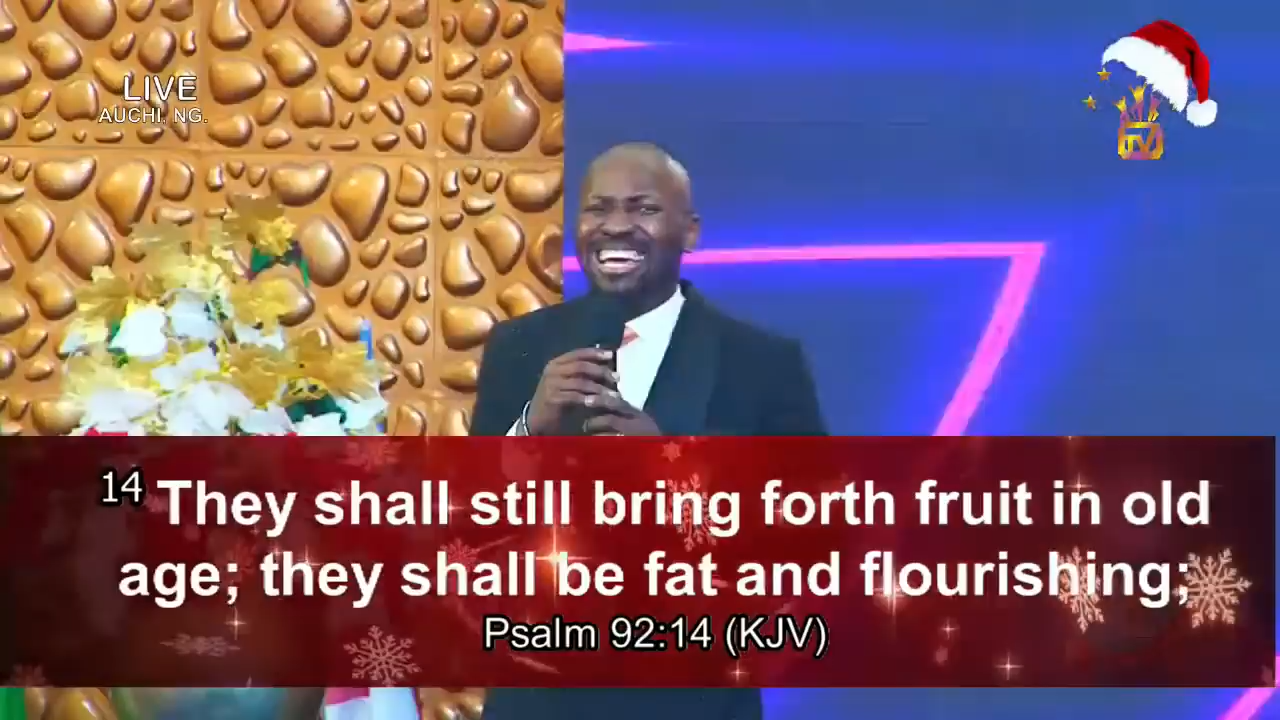 LIVE
AUCHI, NG.
TV
14 They shall still bring forth fruit in old
age; they shall be fat and flourishing;
Psalm 92:14 (KJV)